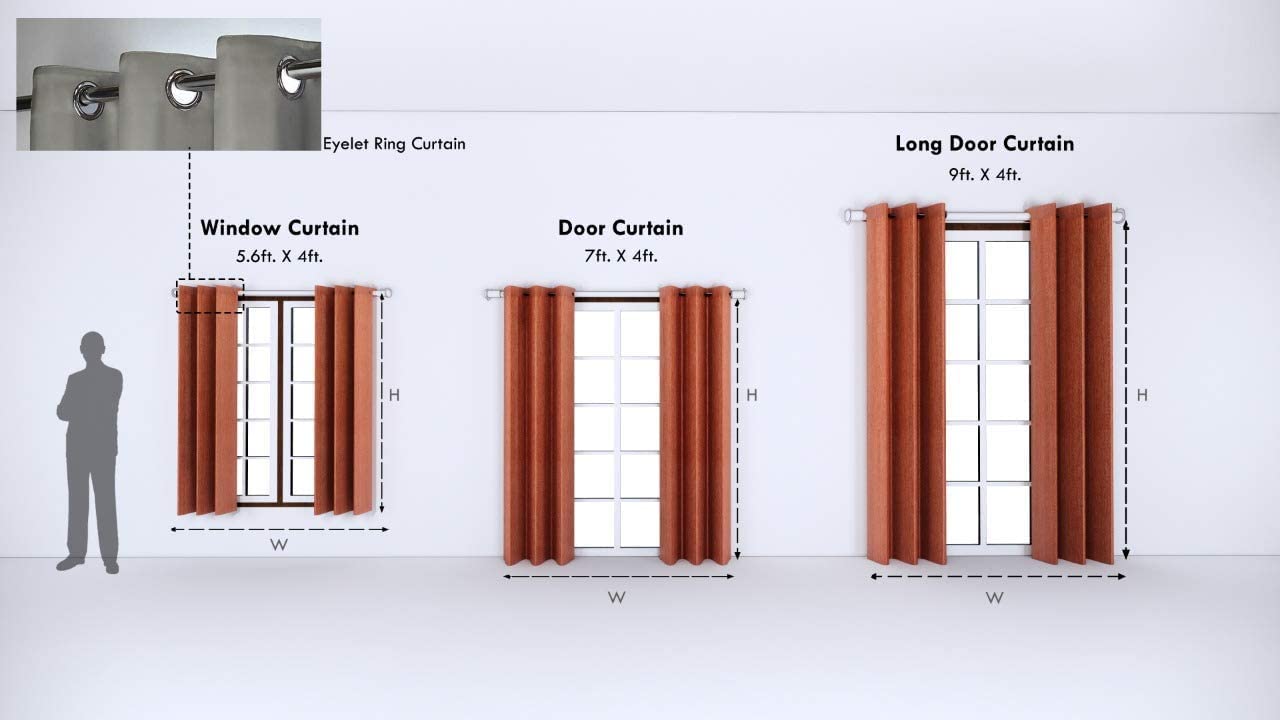 Eyelet Ring Curtain
Window Curtain
5.6ft. X 4ft.
H
W
Door Curtain
7ft. X 4ft.
H
W
Long Door Curtain
9ft. X 4ft.
H
W